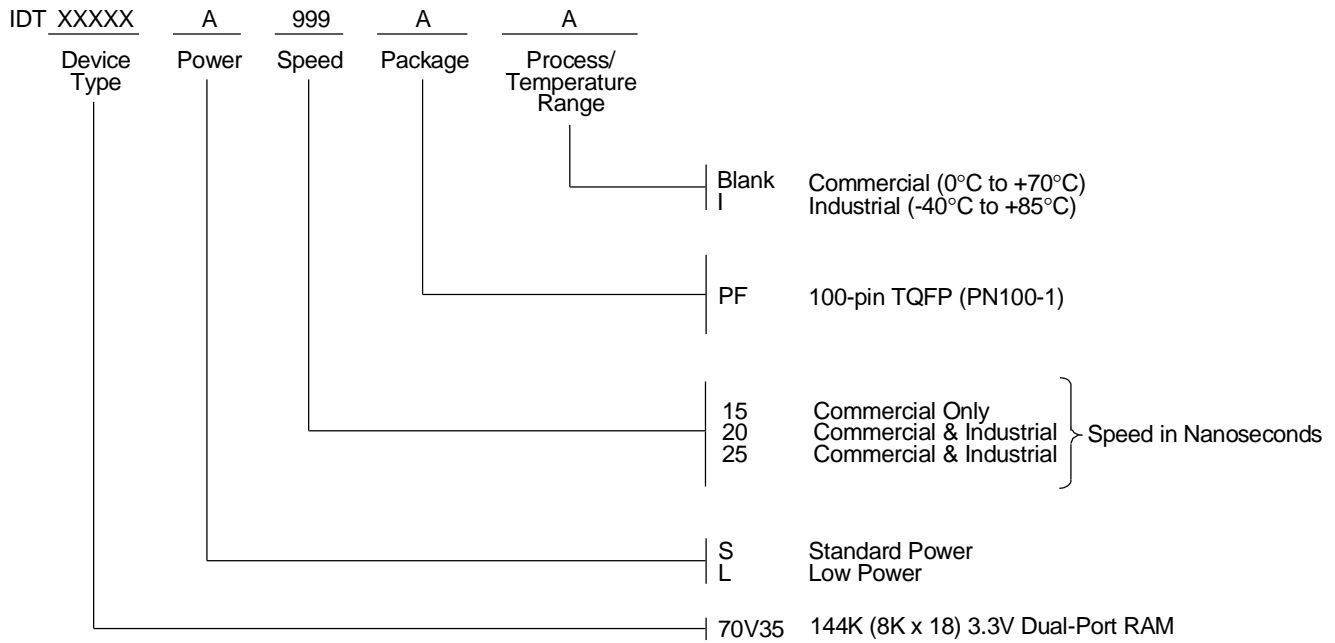 IDT XXXXX A 999 A A
Device Type
Power
Speed
Package
Process/
Temperature
Range
Blank Commercial (0°C to +70°C)
I Industrial (-40°C to +85°C)
PF 100-pin TQFP (PN100-1)
15 Commercial Only
20 Commercial & Industrial
25 Commercial & Industrial
Speed in Nanoseconds
S Standard Power
L Low Power
70V35 144K (8K x 18) 3.3V Dual-Port RAM